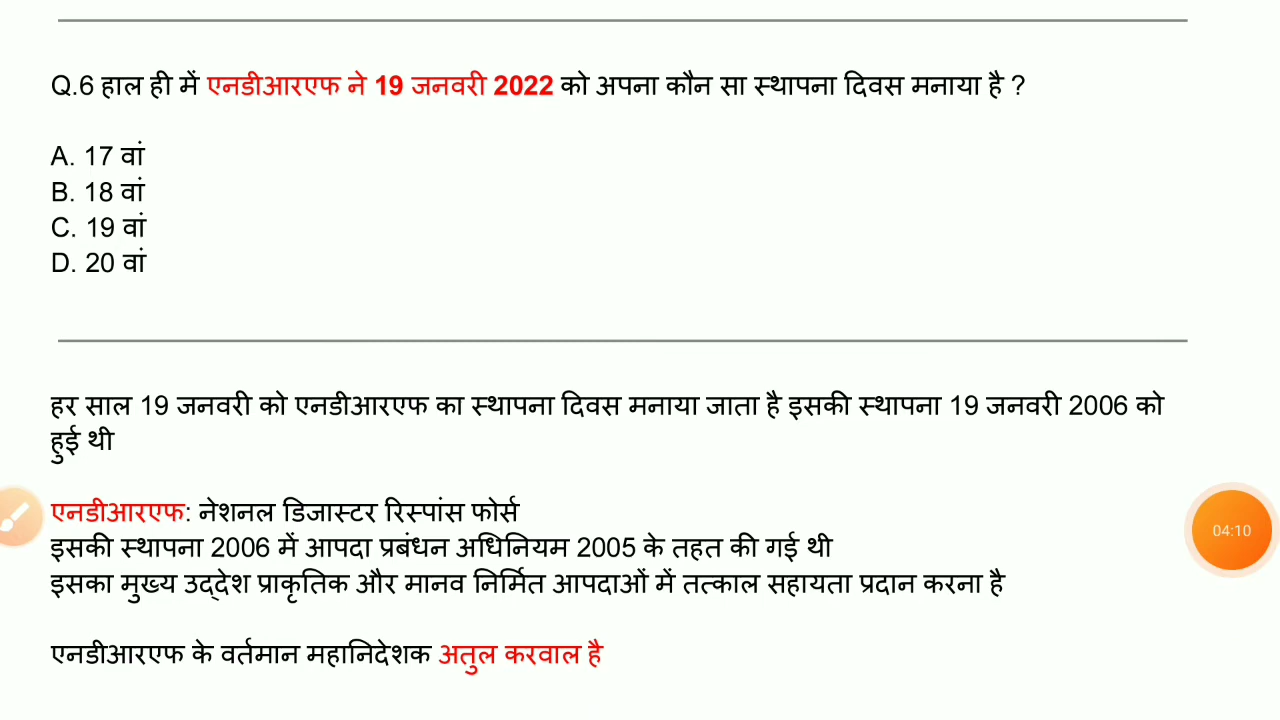 Q.6 हाल ही में एनडीआरएफ ने 19 जनवरी 2022 को अपना कौन सा स्थापना दिवस मनाया है ?
A. 17 वां
B. 18 वां
C. 19 वां
D. 20 वां
हर साल 19 जनवरी को एनडीआरएफ का स्थापना दिवस मनाया जाता है इसकी स्थापना 19 जनवरी 2006 को
हुई थी
एनडीआरएफ: नेशनल डिजास्टर रिस्पांस फोर्स
इसकी स्थापना 2006 में आपदा प्रबंधन अधिनियम 2005 के तहत की गई थी
इसका मुख्य उद्देश प्राकृतिक और मानव निर्मित आपदाओं में तत्काल सहायता प्रदान करना है
04:10
एनडीआरएफ के वर्तमान महानिदेशक अतुल करवाल है